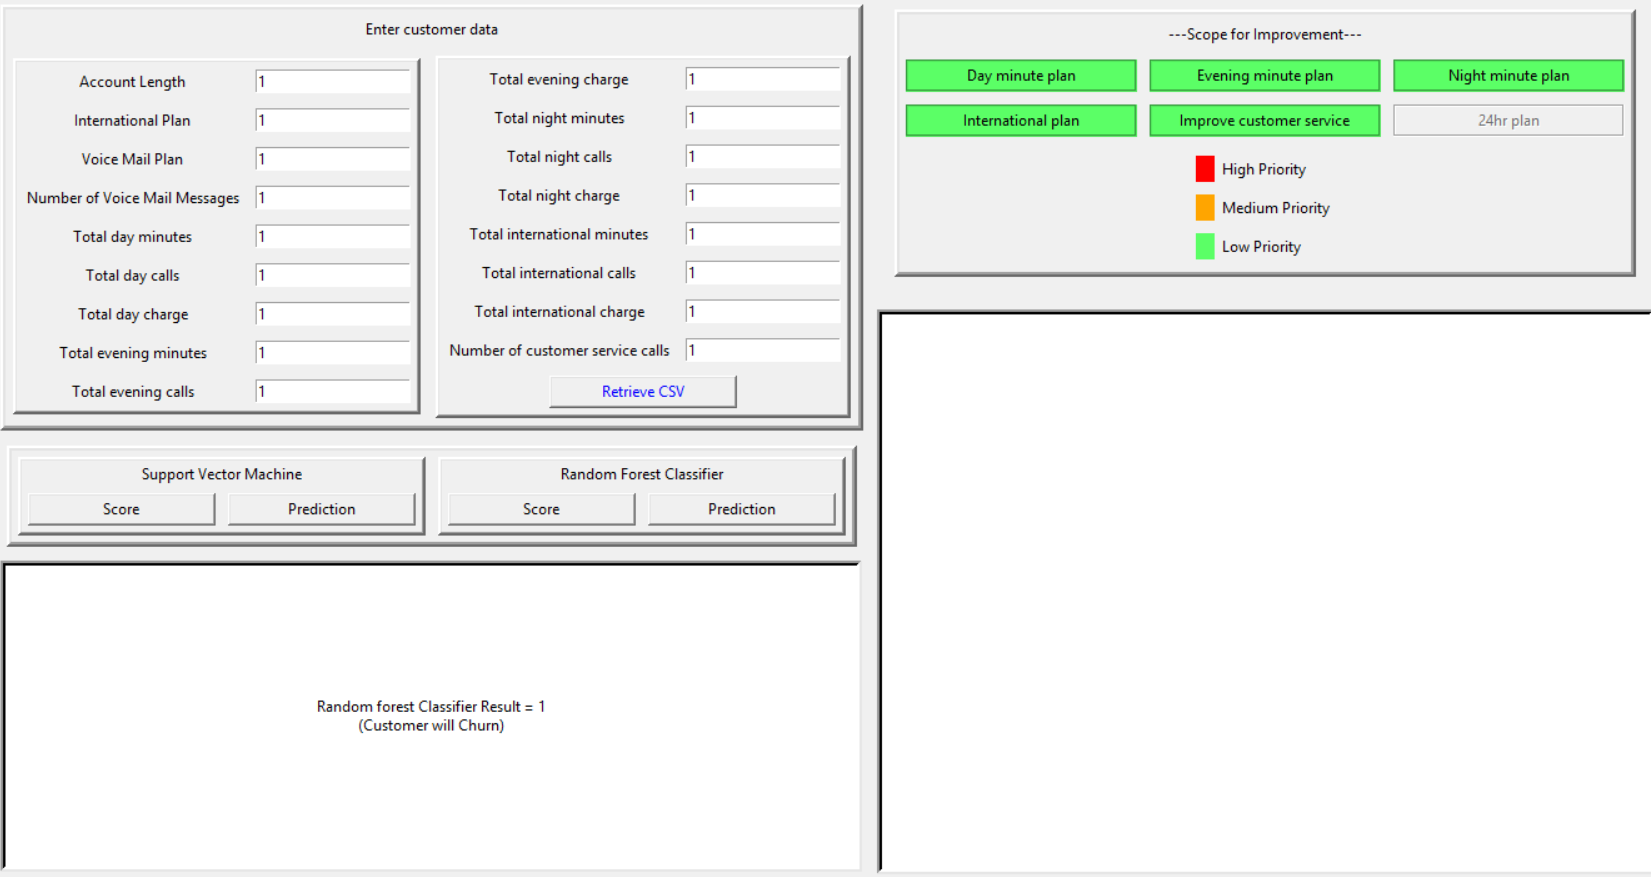 Enter customer data
Account Length 1
International Plan 1
Voice Mail Plan 1
Number of Voice Mail Messages 1
Total day minutes 1
Total day calls 1
Total day charge 1
Total evening minutes 1
Total evening calls 1
Total evening charge 1
Total night minutes 1
Total night calls 1
Total night charge 1
Total international minutes 1
Total international calls 1
Total international charge 1
Number of customer service calls 1
Retrieve CSV
Support Vector Machine
Score Prediction
Random Forest Classifier
Score Prediction
Random forest Classifier Result = 1
(Customer will Churn)
---Scope for Improvement---
Day minute plan Evening minute plan Night minute plan
International plan Improve customer service 24hr plan
High Priority
Medium Priority
Low Priority